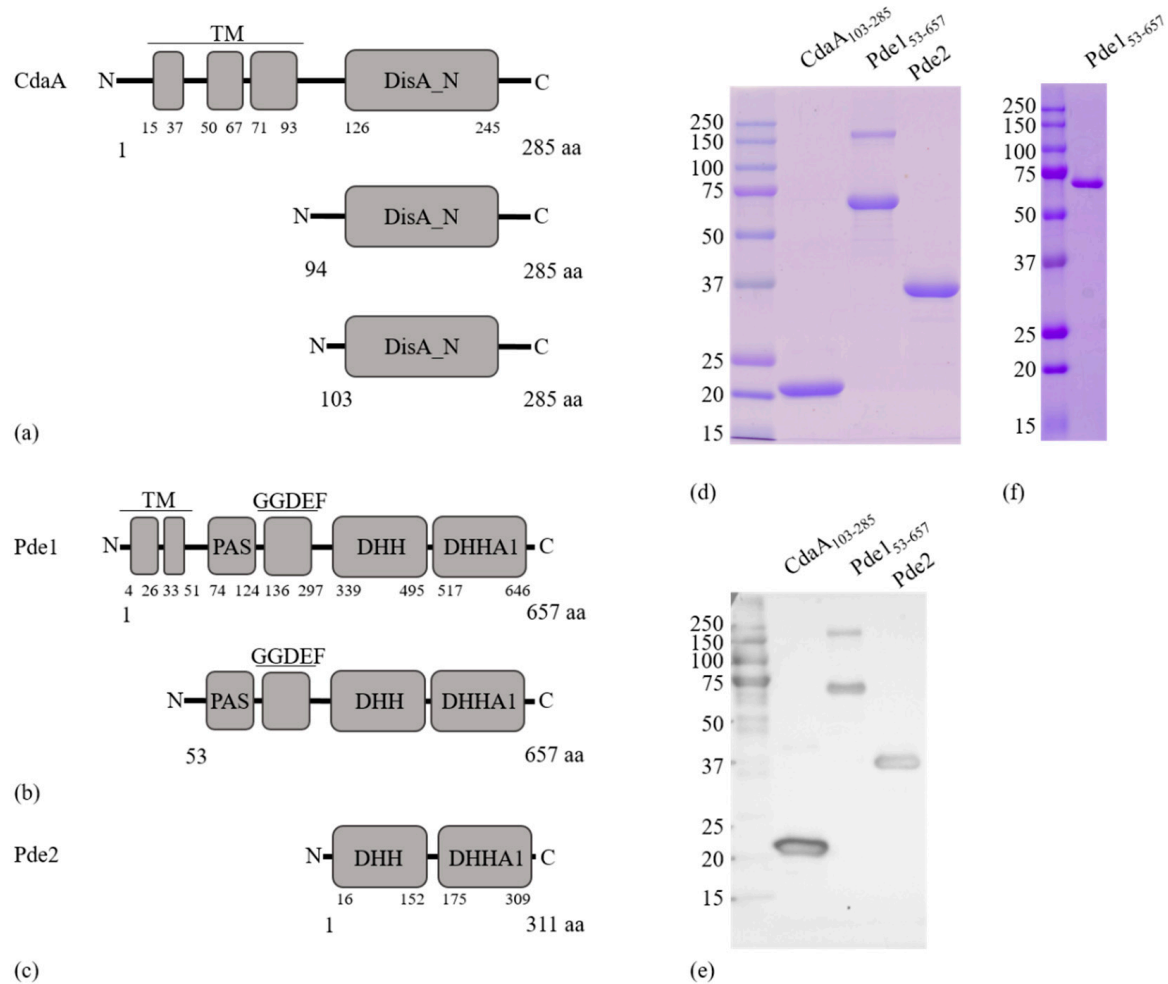 TM
CdaA N DisA_N C
15 37 50 67 71 93 126 245
1 285 aa
N DisA_N C
94 285 aa
N DisA_N C
103 285 aa
(a)
TM GGDEF
Pde1 N PAS DHH DHHA1 C
4 26 33 51 74 124 136 297 339 495 517 646
1 657 aa
GGDEF
N PAS DHH DHHA1 C
53 657 aa
(b)
Pde2 N DHH DHHA1 C
16 152 175 309
1 311 aa
(c)
CdaA103-285
Pde153-657
Pde2
250
150
100
75
50
37
25
20
15
(d)
Pde153-657
250
150
100
75
50
37
25
20
15
(f)
CdaA103-285
Pde153-657
Pde2
250
150
100
75
50
37
25
20
15
(e)